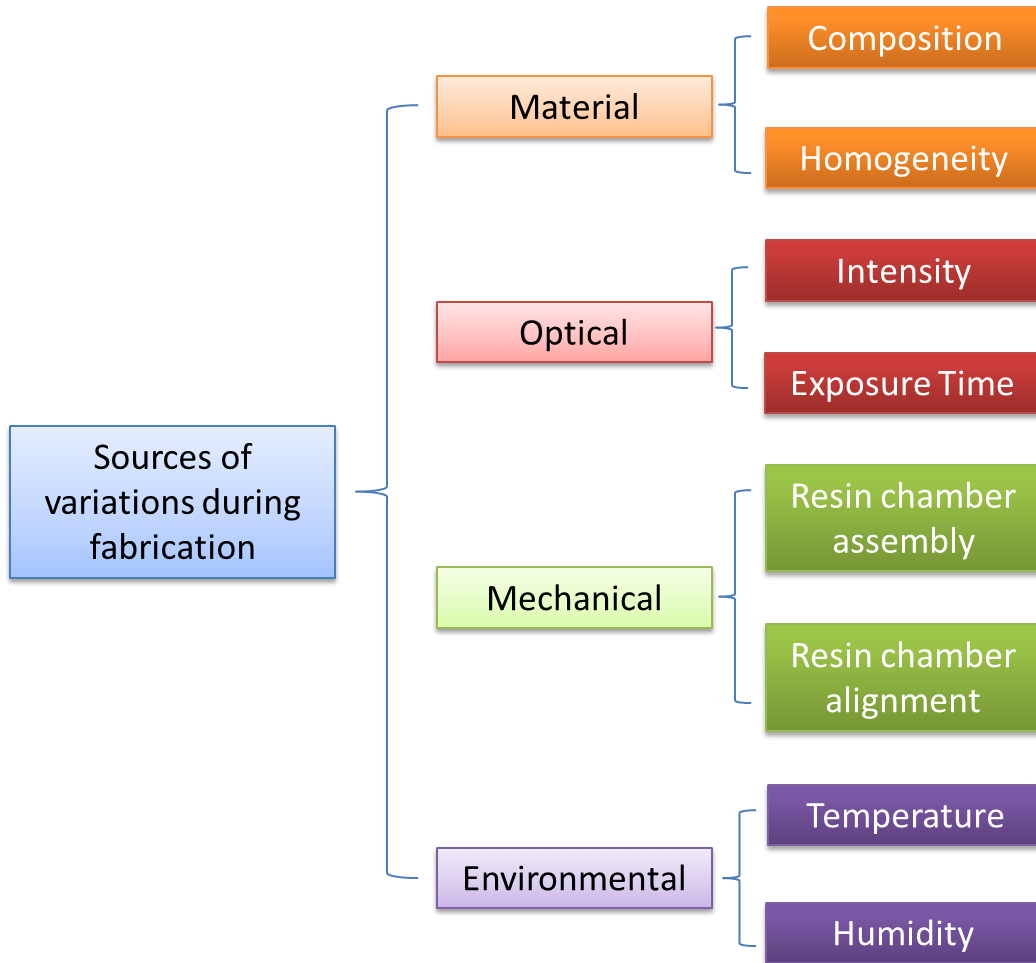 Sources of
variations during
fabrication
Material
Composition
Homogeneity
Optical
Intensity
Exposure Time
Mechanical
Resin chamber
assembly
Resin chamber
alignment
Environmental
Temperature
Humidity